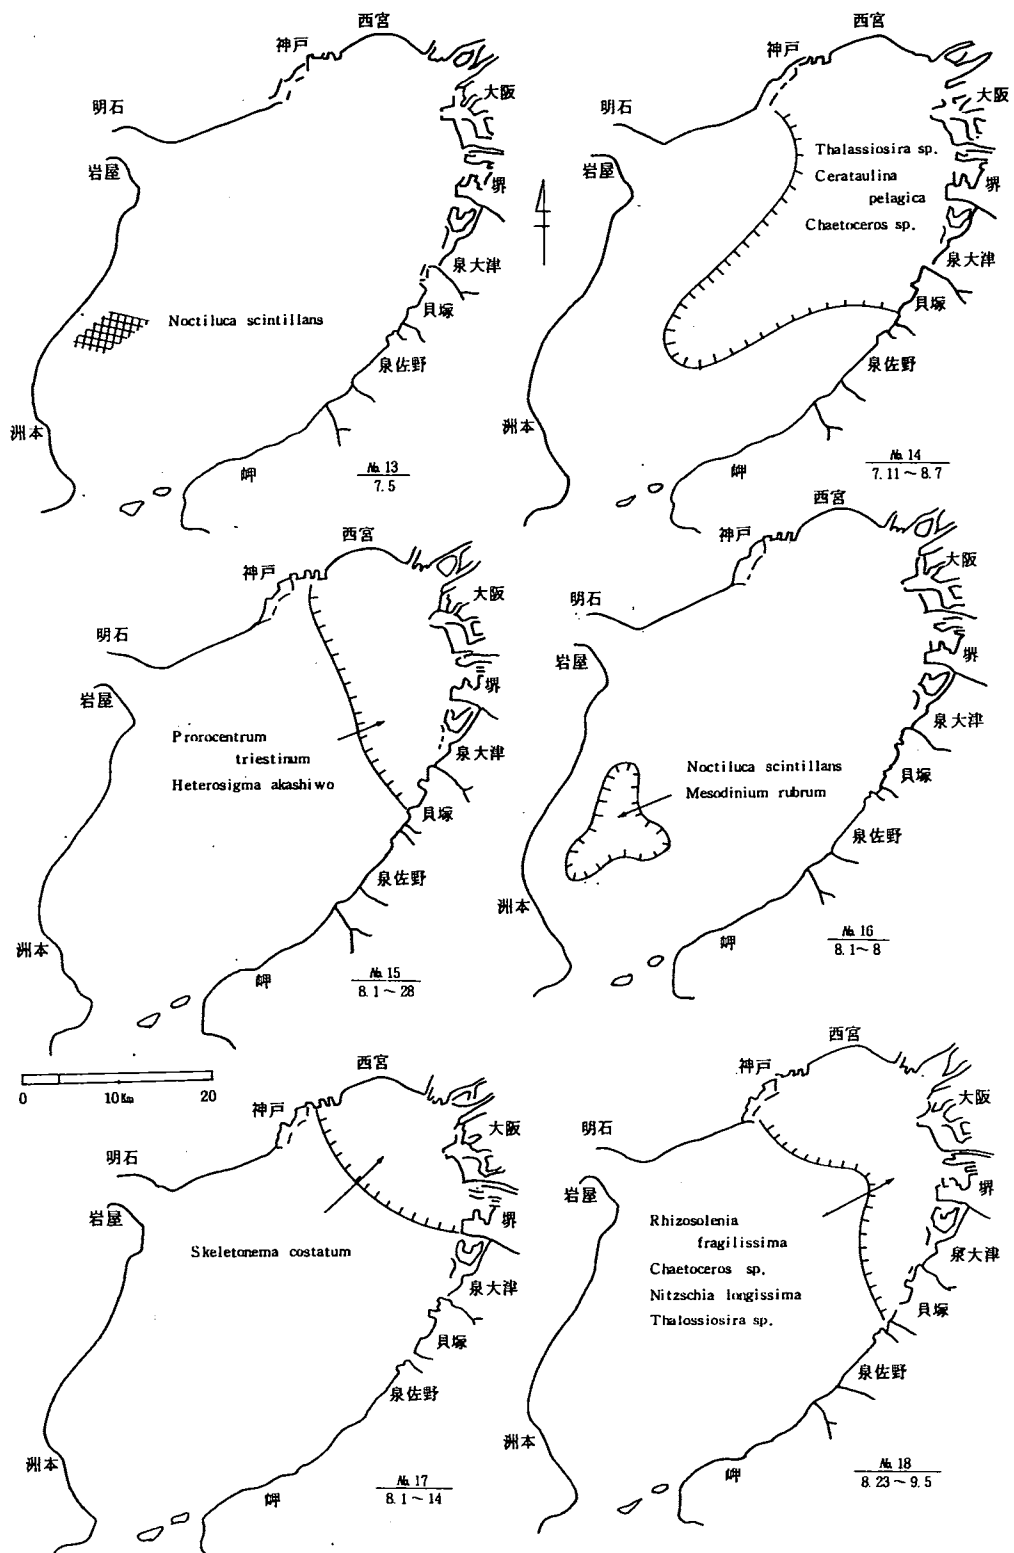 西宮
神戸
明石
大阪
岩屋
堺
泉大津
貝塚
Noctiluca scintillans
泉佐野
洲本
岬
No. 13
7.5
西宮
神戸
明石
大阪
岩屋
Thalassiosira sp.
Cerataulina
pelagica
Chaetoceros sp.
堺
泉大津
貝塚
泉佐野
洲本
岬
No. 14
7.11～8.7
西宮
神戸
大阪
明石
岩屋
堺
Prorocentrum
triestinum
Heterosigma akashiwo
泉大津
貝塚
泉佐野
洲本
岬
No. 15
8.1～28
西宮
神戸
大阪
明石
岩屋
堺
泉大津
貝塚
Noctiluca scintillans
Mesodinium rubrum
泉佐野
洲本
岬
No. 16
8.1～8
0 10Km 20
西宮
神戸
大阪
明石
岩屋
堺
Skeletonema costatum
泉大津
貝塚
泉佐野
洲本
岬
No. 17
8.1～14
西宮
神戸
大阪
明石
岩屋
堺
Rhizosolenia
fragilissima
Chaetoceros sp.
Nitzschia longissima
Thalossiosira sp.
泉大津
貝塚
泉佐野
洲本
岬
No. 18
8.23～9.5